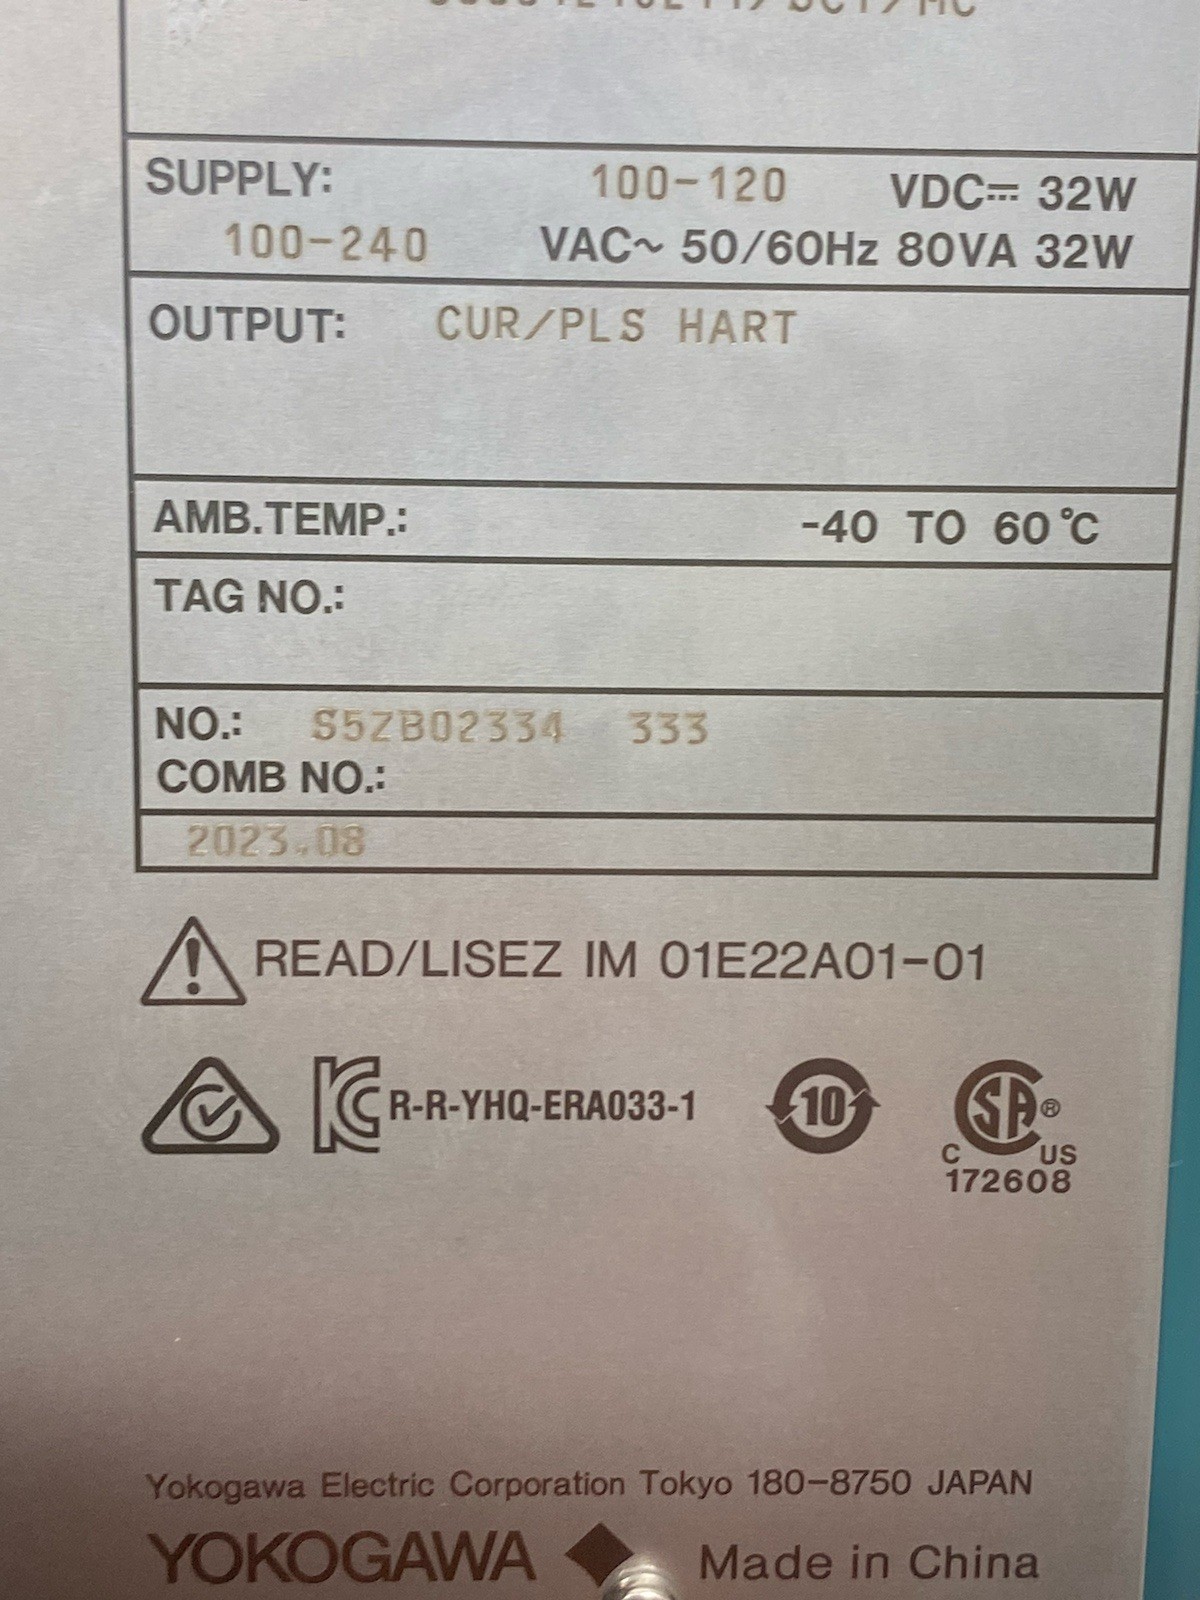 SUPPLY: 100-120 VDC⎓ 32W
100-240 VAC~ 50/60Hz 80VA 32W
OUTPUT: CUR/PLS HART
AMB.TEMP.: -40 TO 60℃
TAG NO.:
NO.: S5ZB02334 333
COMB NO.:
2023.08
READ/LISEZ IM 01E22A01-01
R-R-YHQ-ERA033-1
10
SA®
C US
172608
Yokogawa Electric Corporation Tokyo 180-8750 JAPAN
YOKOGAWA ◆ Made in China